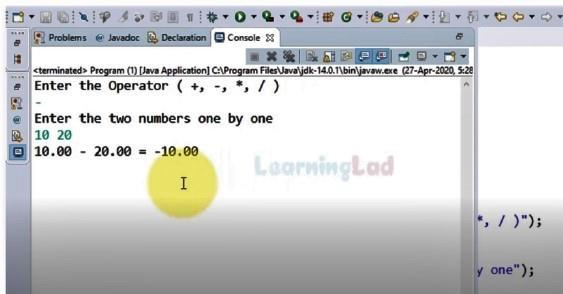 Problems @ Javadoc Declaration Console
<terminated> Program (1) [Java Application] C:\Program Files\Java\jdk-14.0.1\bin\javaw.exe (27-Apr-2020, 5:28
Enter the Operator ( +, -, *, / )
-
Enter the two numbers one by one
10 20
10.00 - 20.00 = -10.00
LearningLad
*, / )");
y one");